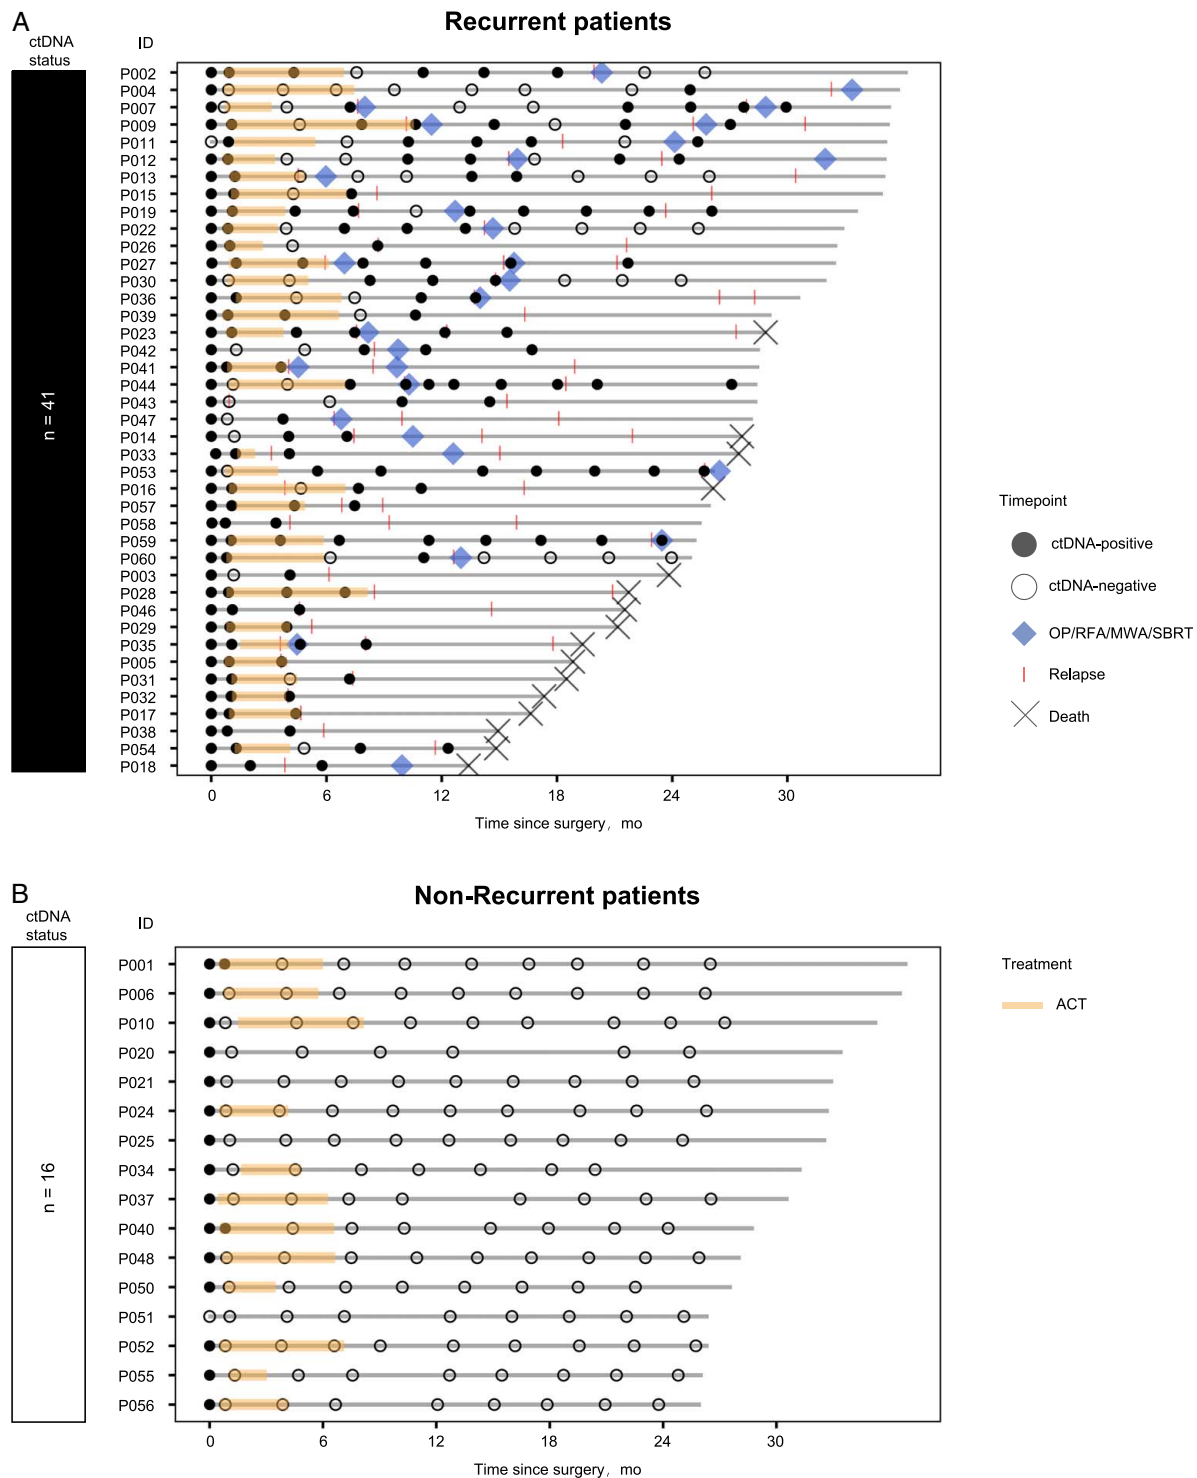 A
Recurrent patients
ctDNA
status
ID
n = 41
P002
P004
P007
P009
P011
P012
P013
P015
P019
P022
P026
P027
P030
P036
P039
P023
P042
P041
P044
P043
P047
P014
P033
P053
P016
P057
P058
P059
P060
P003
P028
P046
P029
P035
P005
P031
P032
P017
P038
P054
P018
0 6 12 18 24 30
Time since surgery, mo
Timepoint
ctDNA-positive
ctDNA-negative
OP/RFA/MWA/SBRT
Relapse
Death
B
Non-Recurrent patients
ctDNA
status
ID
n = 16
P001
P006
P010
P020
P021
P024
P025
P034
P037
P040
P048
P050
P051
P052
P055
P056
0 6 12 18 24 30
Time since surgery, mo
Treatment
ACT